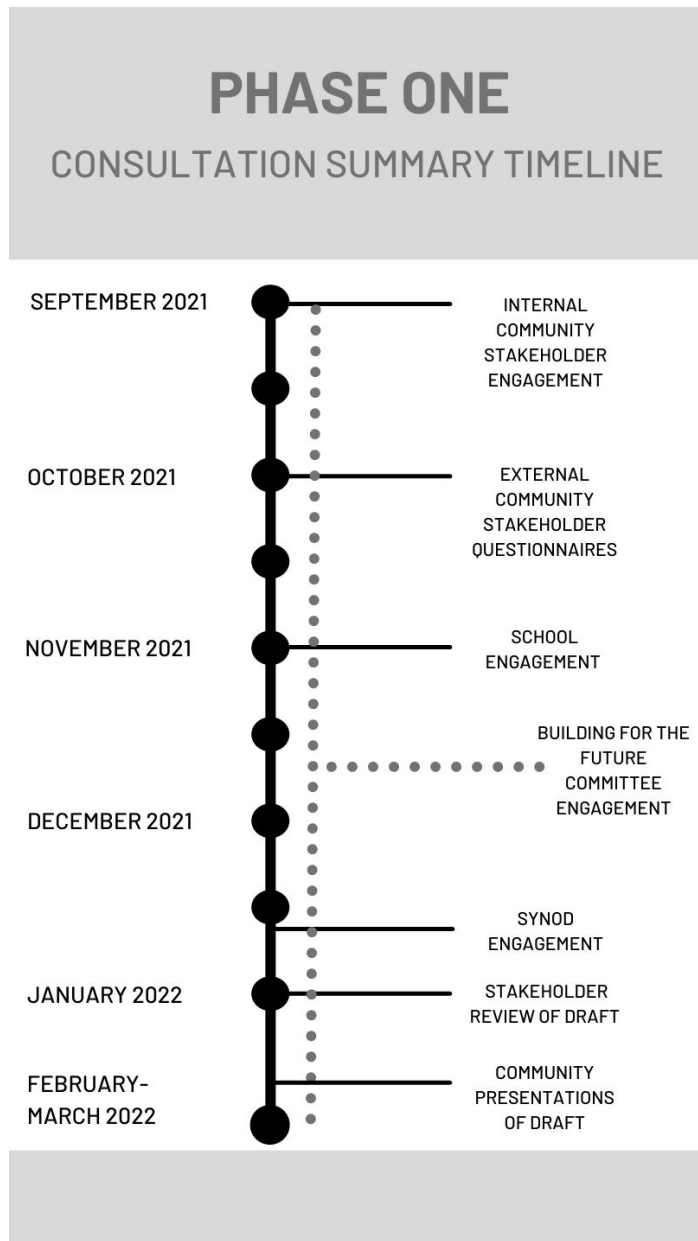 PHASE ONE
CONSULTATION SUMMARY TIMELINE
SEPTEMBER 2021
INTERNAL
COMMUNITY
STAKEHOLDER
ENGAGEMENT
OCTOBER 2021
EXTERNAL
COMMUNITY
STAKEHOLDER
QUESTIONNAIRES
NOVEMBER 2021
SCHOOL
ENGAGEMENT
BUILDING FOR THE
FUTURE
COMMITTEE
ENGAGEMENT
DECEMBER 2021
SYNOD
ENGAGEMENT
JANUARY 2022
STAKEHOLDER
REVIEW OF DRAFT
FEBRUARY-
MARCH 2022
COMMUNITY
PRESENTATIONS
OF DRAFT